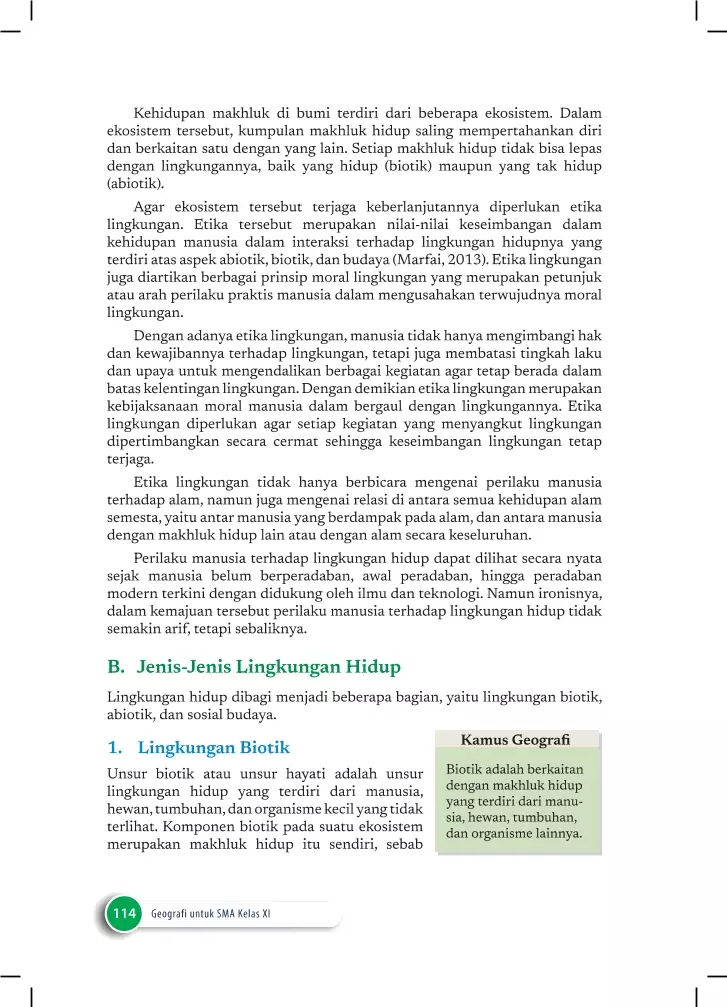 Kehidupan makhluk di bumi terdiri dari beberapa ekosistem. Dalam
ekosistem tersebut, kumpulan makhluk hidup saling mempertahankan diri
dan berkaitan satu dengan yang lain. Setiap makhluk hidup tidak bisa lepas
dengan lingkungannya, baik yang hidup (biotik) maupun yang tak hidup
(abiotik).
Agar ekosistem tersebut terjaga keberlanjutannya diperlukan etika
lingkungan. Etika tersebut merupakan nilai-nilai keseimbangan dalam
kehidupan manusia dalam interaksi terhadap lingkungan hidupnya yang
terdiri atas aspek abiotik, biotik, dan budaya (Marfai, 2013). Etika lingkungan
juga diartikan berbagai prinsip moral lingkungan yang merupakan petunjuk
atau arah perilaku praktis manusia dalam mengusahakan terwujudnya moral
lingkungan.
Dengan adanya etika lingkungan, manusia tidak hanya mengimbangi hak
dan kewajibannya terhadap lingkungan, tetapi juga membatasi tingkah laku
dan upaya untuk mengendalikan berbagai kegiatan agar tetap berada dalam
batas kelentingan lingkungan. Dengan demikian etika lingkungan merupakan
kebijaksanaan moral manusia dalam bergaul dengan lingkungannya. Etika
lingkungan diperlukan agar setiap kegiatan yang menyangkut lingkungan
dipertimbangkan secara cermat sehingga keseimbangan lingkungan tetap
terjaga.
Etika lingkungan tidak hanya berbicara mengenai perilaku manusia
terhadap alam, namun juga mengenai relasi di antara semua kehidupan alam
semesta, yaitu antar manusia yang berdampak pada alam, dan antara manusia
dengan makhluk hidup lain atau dengan alam secara keseluruhan.
Perilaku manusia terhadap lingkungan hidup dapat dilihat secara nyata
sejak manusia belum berperadaban, awal peradaban, hingga peradaban
modern terkini dengan didukung oleh ilmu dan teknologi. Namun ironisnya,
dalam kemajuan tersebut perilaku manusia terhadap lingkungan hidup tidak
semakin arif, tetapi sebaliknya.
B. Jenis-Jenis Lingkungan Hidup
Lingkungan hidup dibagi menjadi beberapa bagian, yaitu lingkungan biotik,
abiotik, dan sosial budaya.
1. Lingkungan Biotik
Unsur biotik atau unsur hayati adalah unsur
lingkungan hidup yang terdiri dari manusia,
hewan, tumbuhan, dan organisme kecil yang tidak
terlihat. Komponen biotik pada suatu ekosistem
merupakan makhluk hidup itu sendiri, sebab
Kamus Geografi
Biotik adalah berkaitan
dengan makhluk hidup
yang terdiri dari manu-
sia, hewan, tumbuhan,
dan organisme lainnya.
114 Geografi untuk SMA Kelas XI